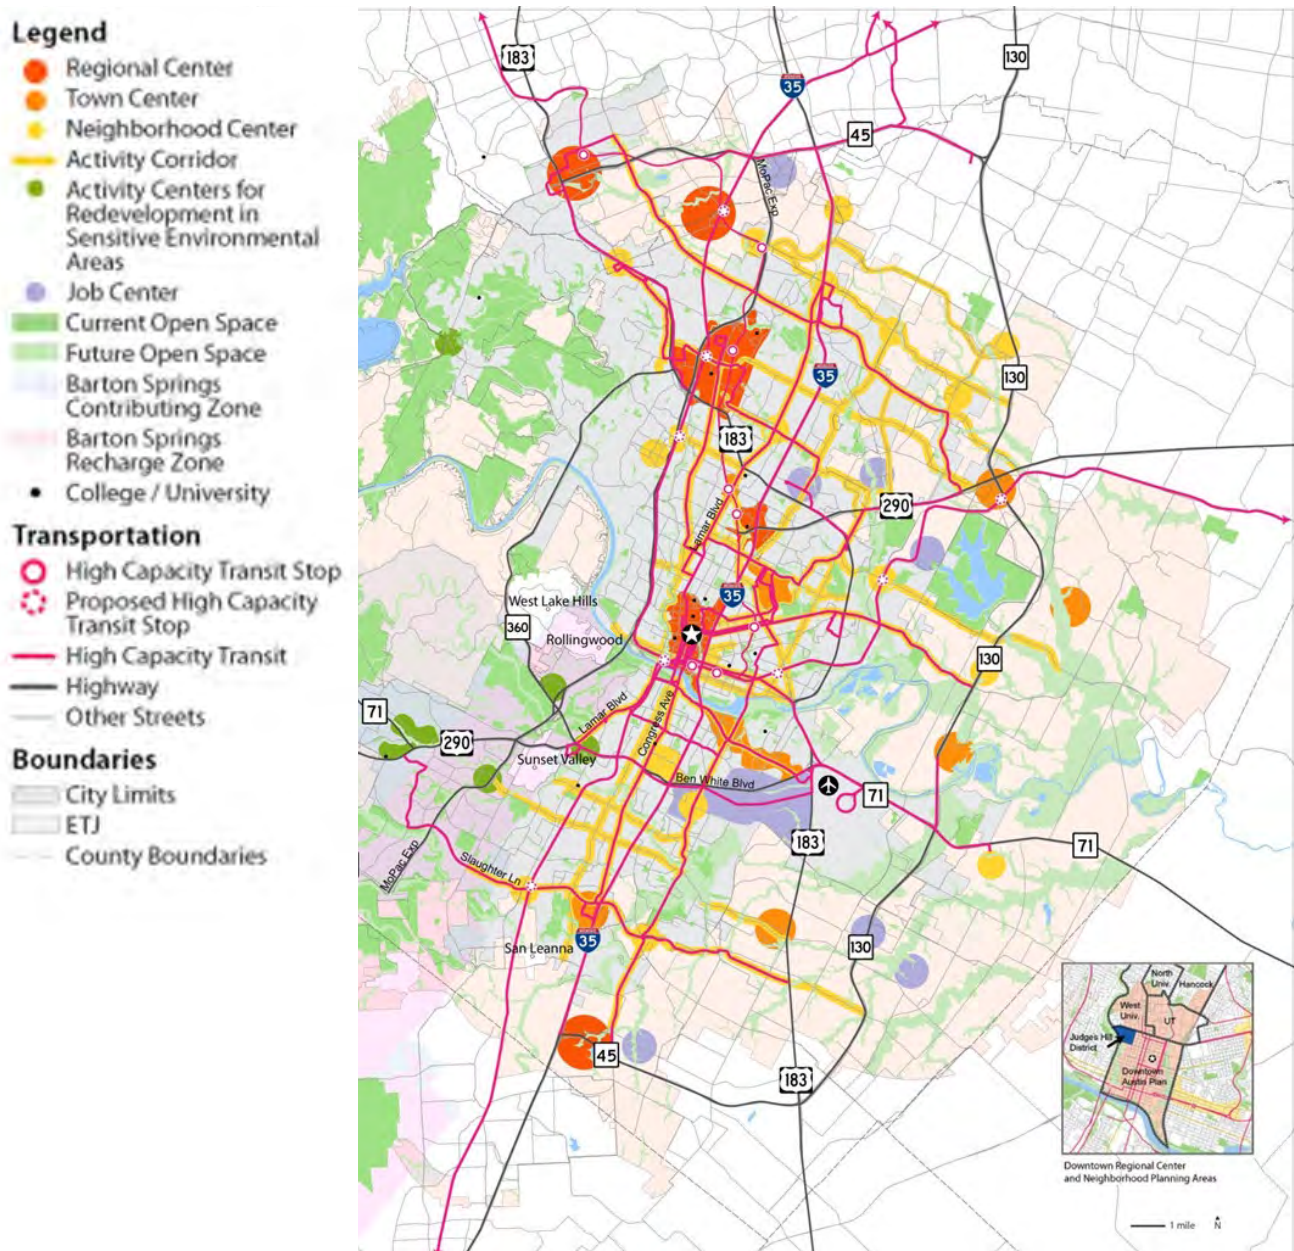 Legend
Regional Center
Town Center
Neighborhood Center
Activity Corridor
Activity Centers for
Redevelopment in
Sensitive Environmental
Areas
Job Center
Current Open Space
Future Open Space
Barton Springs
Contributing Zone
Barton Springs
Recharge Zone
College / University
Transportation
High Capacity Transit Stop
Proposed High Capacity
Transit Stop
High Capacity Transit
Highway
Other Streets
Boundaries
City Limits
ETJ
County Boundaries
183
130
35
45
MoPac Exp
35
130
183
290
Lamar Blvd
35
West Lake Hills
360
Rollingwood
130
71
290
Lamar Blvd
Congress Ave
Sunset Valley
Ben White Blvd
71
183
71
MoPac Exp
Slaughter Ln
San Leanna
35
130
45
183
North
Univ.
Hancock
West
Univ.
UT
Judges Hill
District
Downtown
Austin Plan
Downtown Regional Center
and Neighborhood Planning Areas
1 mile
N